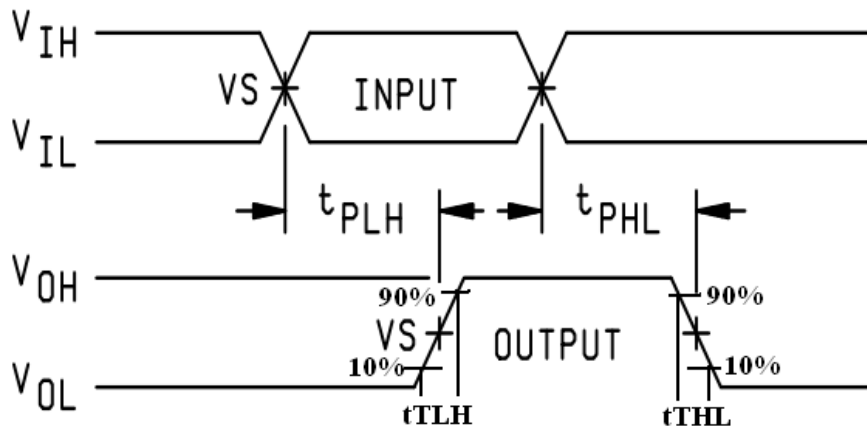 VIH
VS INPUT
VIL
tPLH tPHL
VOH
90% 90%
VS OUTPUT
10% 10%
VOL
tTLH tTHL